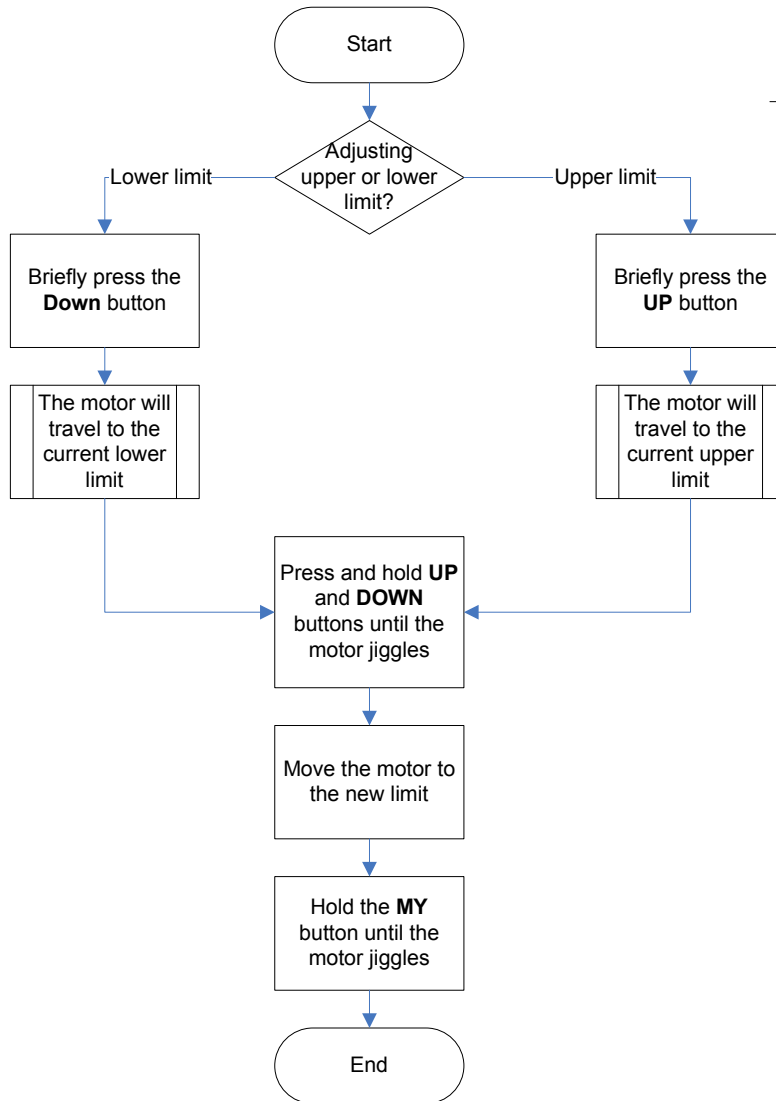 Start
Adjusting
upper or lower
limit?
Lower limit
Upper limit
Briefly press the
Down button
Briefly press the
UP button
The motor will
travel to the
current lower
limit
The motor will
travel to the
current upper
limit
Press and hold UP
and DOWN
buttons until the
motor jiggles
Move the motor to
the new limit
Hold the MY
button until the
motor jiggles
End